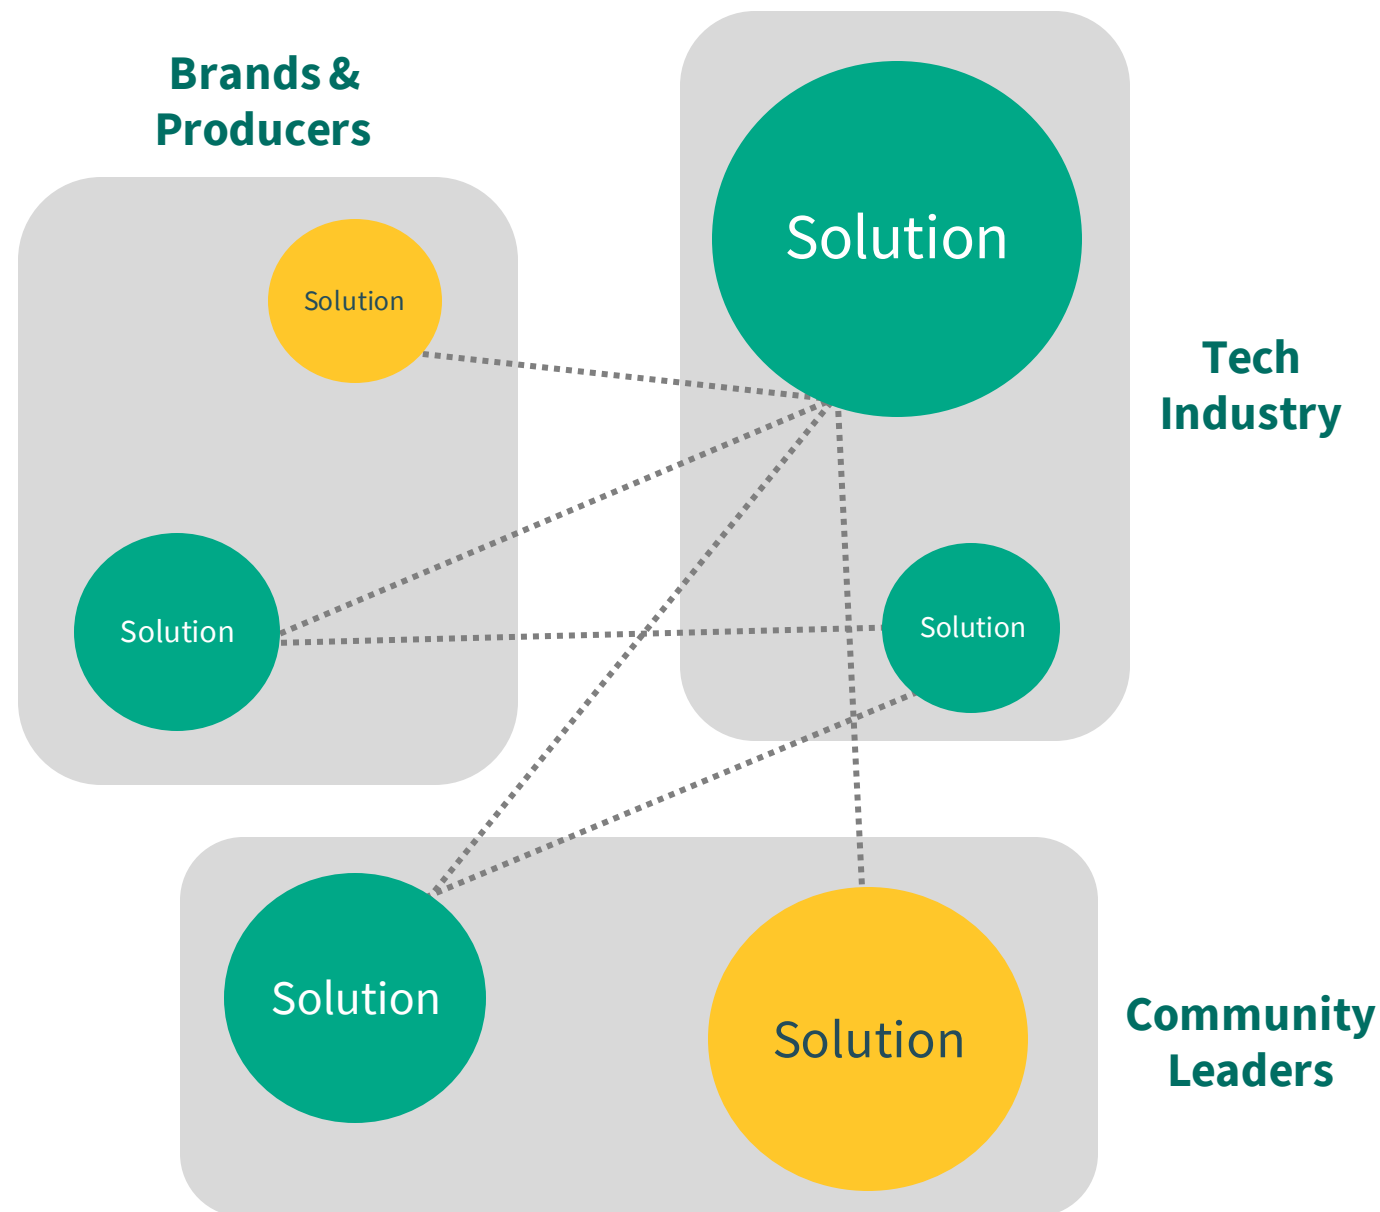 Brands &
Producers
Solution
Solution
Solution
Tech
Industry
Solution
Solution
Solution
Community
Leaders